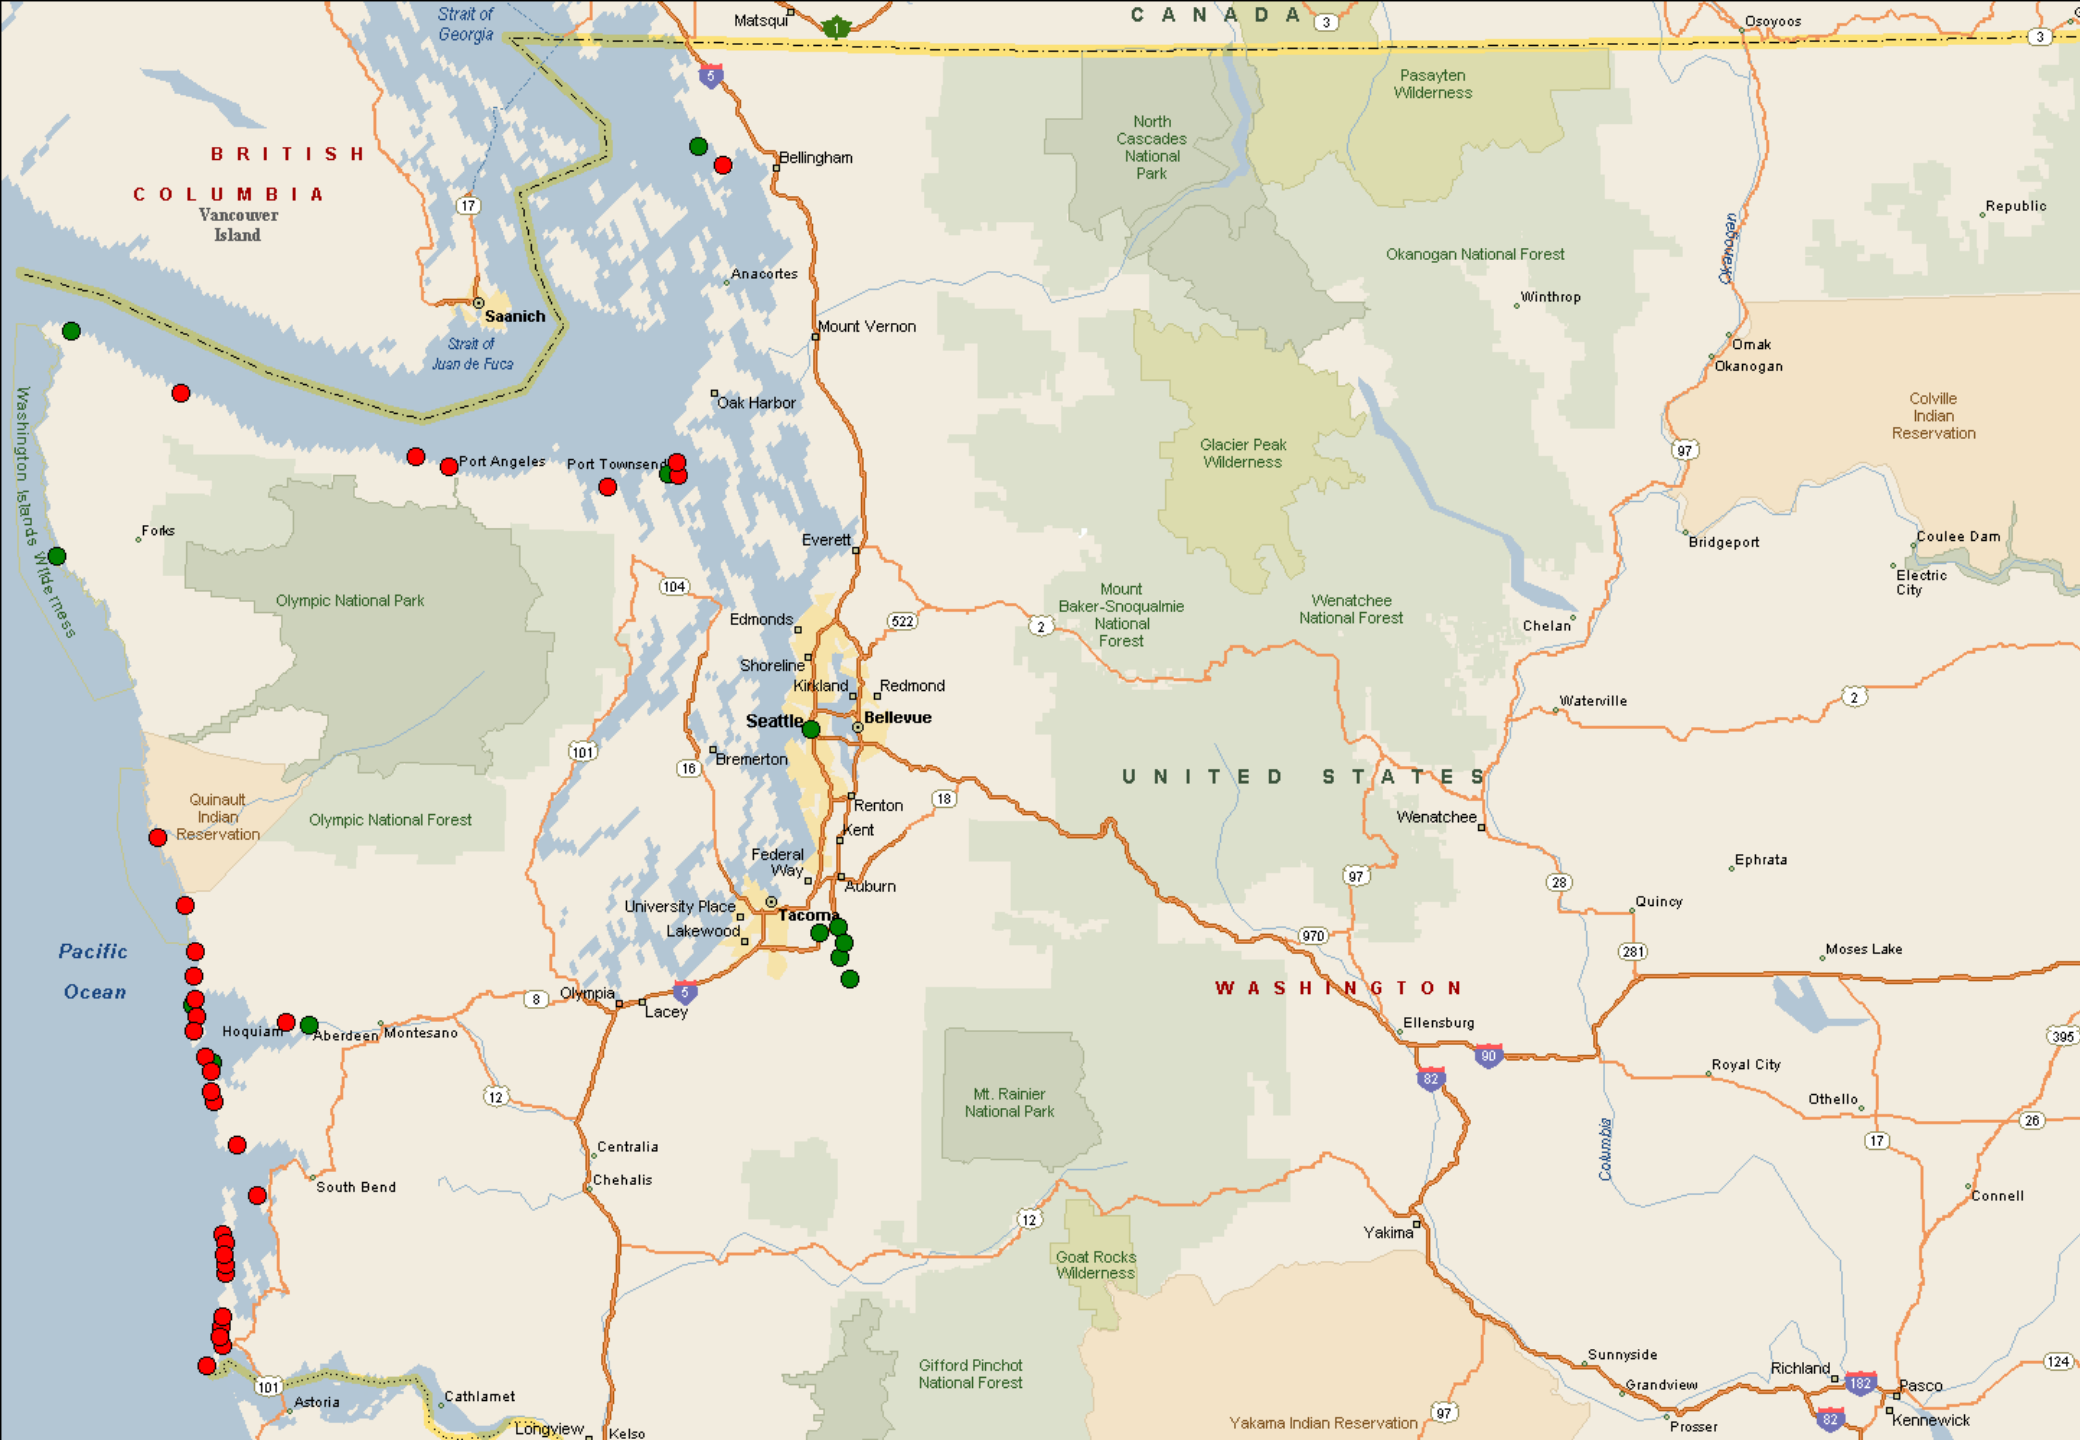 Strait of
Georgia
Matsqui
1
C A N A D A
3
Osoyoos
3
5
Pasayten
Wilderness
North
Cascades
National
Park
B R I T I S H
C O L U M B I A
Vancouver
Island
17
Bellingham
Republic
Okanogan
Anacortes
Okanogan National Forest
Winthrop
Saanich
Mount Vernon
Strait of
Juan de Fuca
Omak
Okanogan
Oak Harbor
Colville
Indian
Reservation
Washington Islands Wilderness
Glacier Peak
Wilderness
97
Port Angeles
Port Townsend
Forks
Everett
Bridgeport
Coulee Dam
Electric
City
Olympic National Park
104
Edmonds
522
2
Mount
Baker-Snoqualmie
National
Forest
Wenatchee
National Forest
Chelan
Shoreline
Kirkland
Redmond
Seattle
Bellevue
Waterville
2
101
16
Bremerton
U N I T E D S T A T E S
Quinault
Indian
Reservation
Olympic National Forest
Renton
18
Kent
Wenatchee
Federal
Way
Auburn
97
28
Ephrata
University Place
Tacoma
Lakewood
Quincy
970
281
Moses Lake
Pacific
Ocean
8
Olympia
5
Lacey
W A S H I N G T O N
Hoquiam
Aberdeen
Montesano
Ellensburg
90
82
395
Royal City
12
Mt. Rainier
National Park
Othello
26
17
Columbia
Centralia
Chehalis
South Bend
Connell
12
Yakima
Goat Rocks
Wilderness
Gifford Pinchot
National Forest
Sunnyside
Richland
182
124
101
Astoria
Cathlamet
Grandview
Pasco
Longview
Kelso
Yakama Indian Reservation
97
Prosser
82
Kennewick